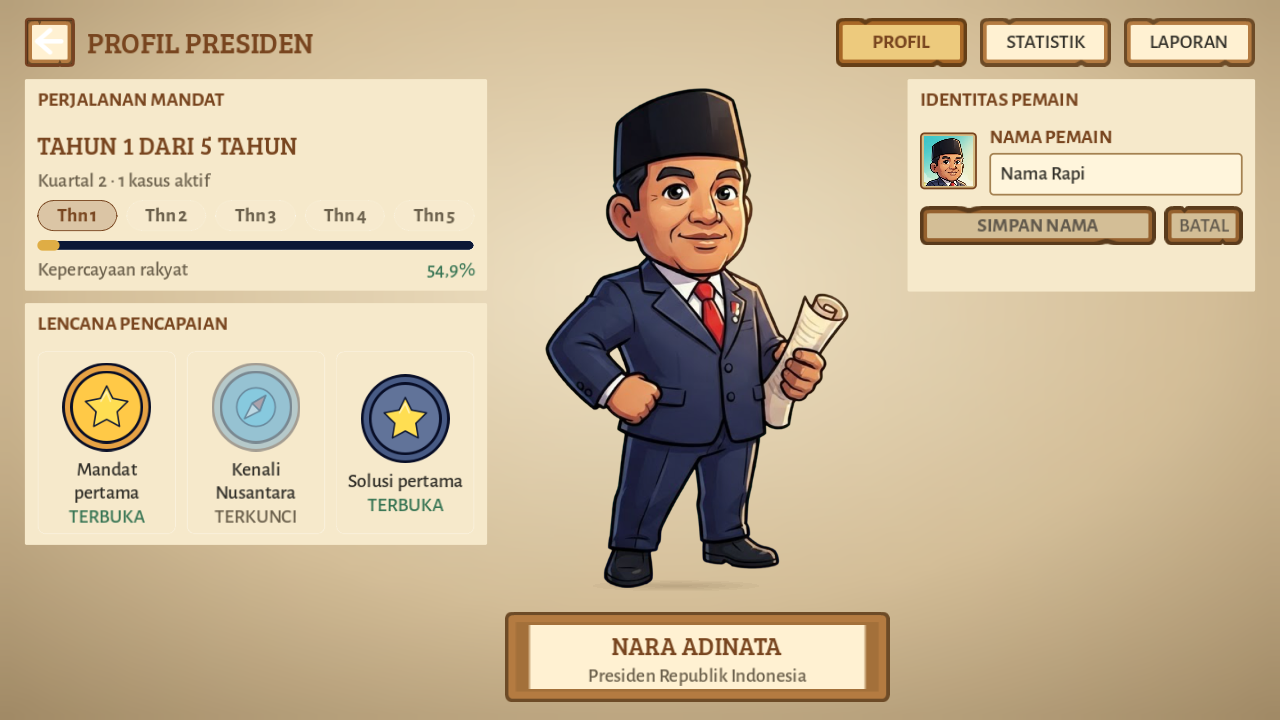 PROFIL PRESIDEN
PROFIL
STATISTIK
LAPORAN
PERJALANAN MANDAT
TAHUN 1 DARI 5 TAHUN
Kuartal 2 · 1 kasus aktif
Thn 1
Thn 2
Thn 3
Thn 4
Thn 5
Kepercayaan rakyat
54,9%
LENCANA PENCAPAIAN
Mandat
pertama
TERBUKA
Kenali
Nusantara
TERKUNCI
Solusi pertama
TERBUKA
NARA ADINATA
Presiden Republik Indonesia
IDENTITAS PEMAIN
NAMA PEMAIN
Nama Rapi
SIMPAN NAMA
BATAL